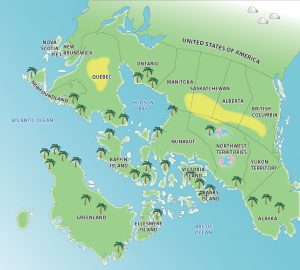 NOVA
SCOTIA
P.E.I.
NEW
BRUNSWICK
UNITED STATES OF AMERICA
QUEBEC
ONTARIO
MANITOBA
SASKATCHEWAN
ALBERTA
BRITISH
COLUMBIA
NEWFOUNDLAND
HUDSON
BAY
ATLANTIC OCEAN
NUNAVUT
NORTHWEST
TERRITORIES
BAFFIN
ISLAND
VICTORIA
ISLAND
YUKON
TERRITORY
BANKS
ISLAND
GREENLAND
ELLESMERE
ISLAND
ARCTIC
OCEAN
ALASKA